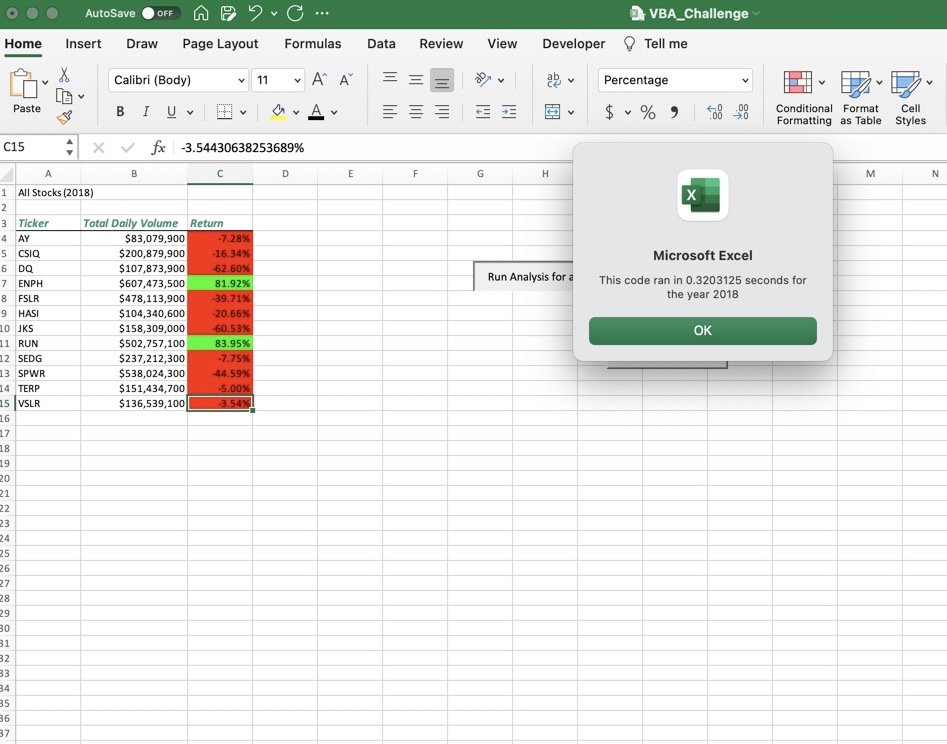 AutoSave OFF VBA_Challenge
Home Insert Draw Page Layout Formulas Data Review View Developer Tell me
Calibri (Body) 11 A A ab Percentage
Paste B I U A $ % Conditional Formatting Format as Table Cell Styles
C15 fx -3.54430638253689%
A B C D E F G H M N
1 All Stocks (2018)
2
3 Ticker Total Daily Volume Return
4 AY $83,079,900 -7.28%
5 CSIQ $200,879,900 -16.34%
6 DQ $107,873,900 -62.60%
7 ENPH $607,473,500 81.92%
8 FSLR $478,113,900 -39.71%
9 HASI $104,340,600 -20.66%
10 JKS $158,309,000 -60.53%
11 RUN $502,757,100 83.95%
12 SEDG $237,212,300 -7.75%
13 SPWR $538,024,300 -44.59%
14 TERP $151,434,700 -5.00%
15 VSLR $136,539,100 -3.54%
16
17
18
19
20
21
22
23
24
25
26
27
28
29
30
31
32
33
34
35
36
37
Run Analysis for a
X
Microsoft Excel
This code ran in 0.3203125 seconds for
the year 2018
OK